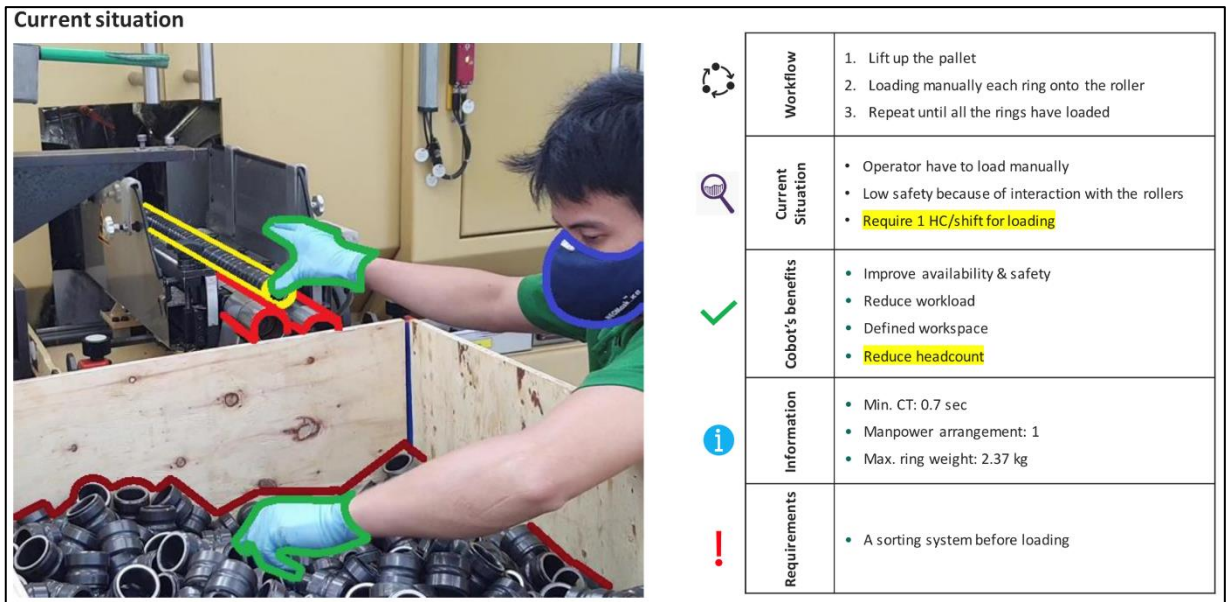 Current situation
Workflow
1. Lift up the pallet
2. Loading manually each ring onto the roller
3. Repeat until all the rings have loaded
Current
Situation
• Operator have to load manually
• Low safety because of interaction with the rollers
• Require 1 HC/shift for loading
Cobot's benefits
• Improve availability & safety
• Reduce workload
• Defined workspace
• Reduce headcount
Information
• Min. CT: 0.7 sec
• Manpower arrangement: 1
• Max. ring weight: 2.37 kg
Requirements
• A sorting system before loading